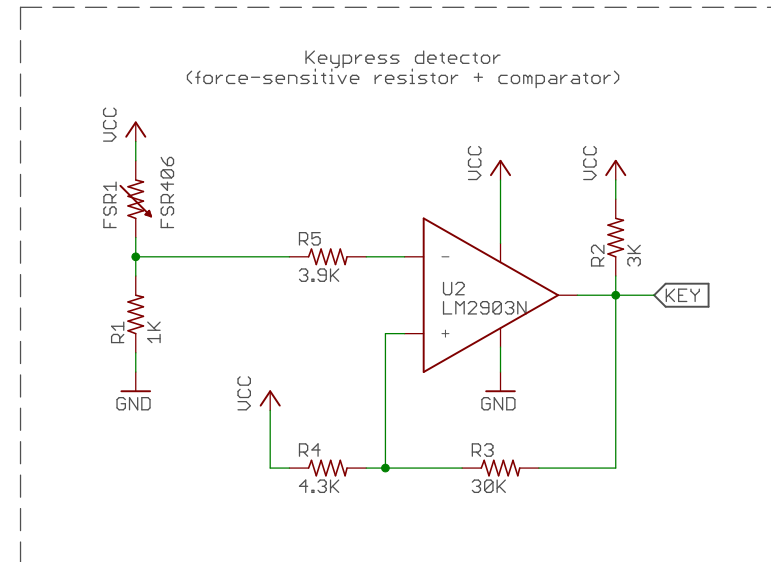 Keypress detector
(force-sensitive resistor + comparator)
VCC
FSR1
FSR406
R1
1K
GND
R5
3.9K
VCC
-
U2
LM2903N
+
GND
VCC
R2
3K
KEY
VCC
R4
4.3K
R3
30K